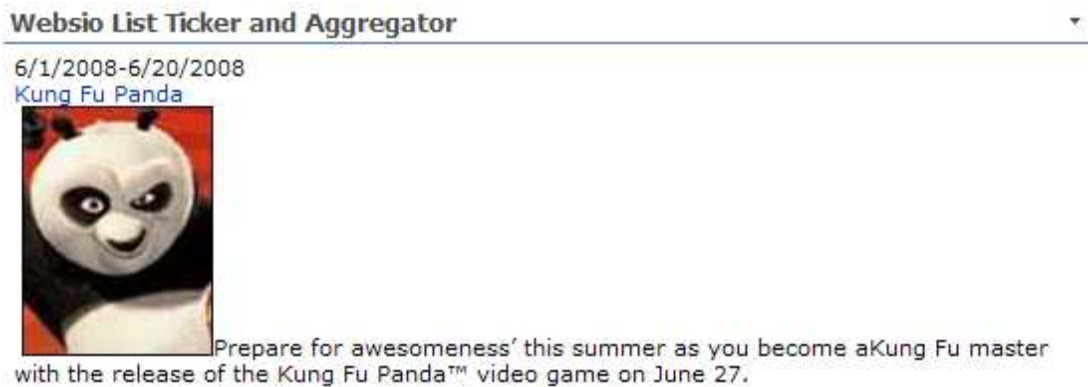 Websio List Ticker and Aggregator
6/1/2008-6/20/2008
Kung Fu Panda
Prepare for awesomeness’ this summer as you become aKung Fu master
with the release of the Kung Fu Panda™ video game on June 27.